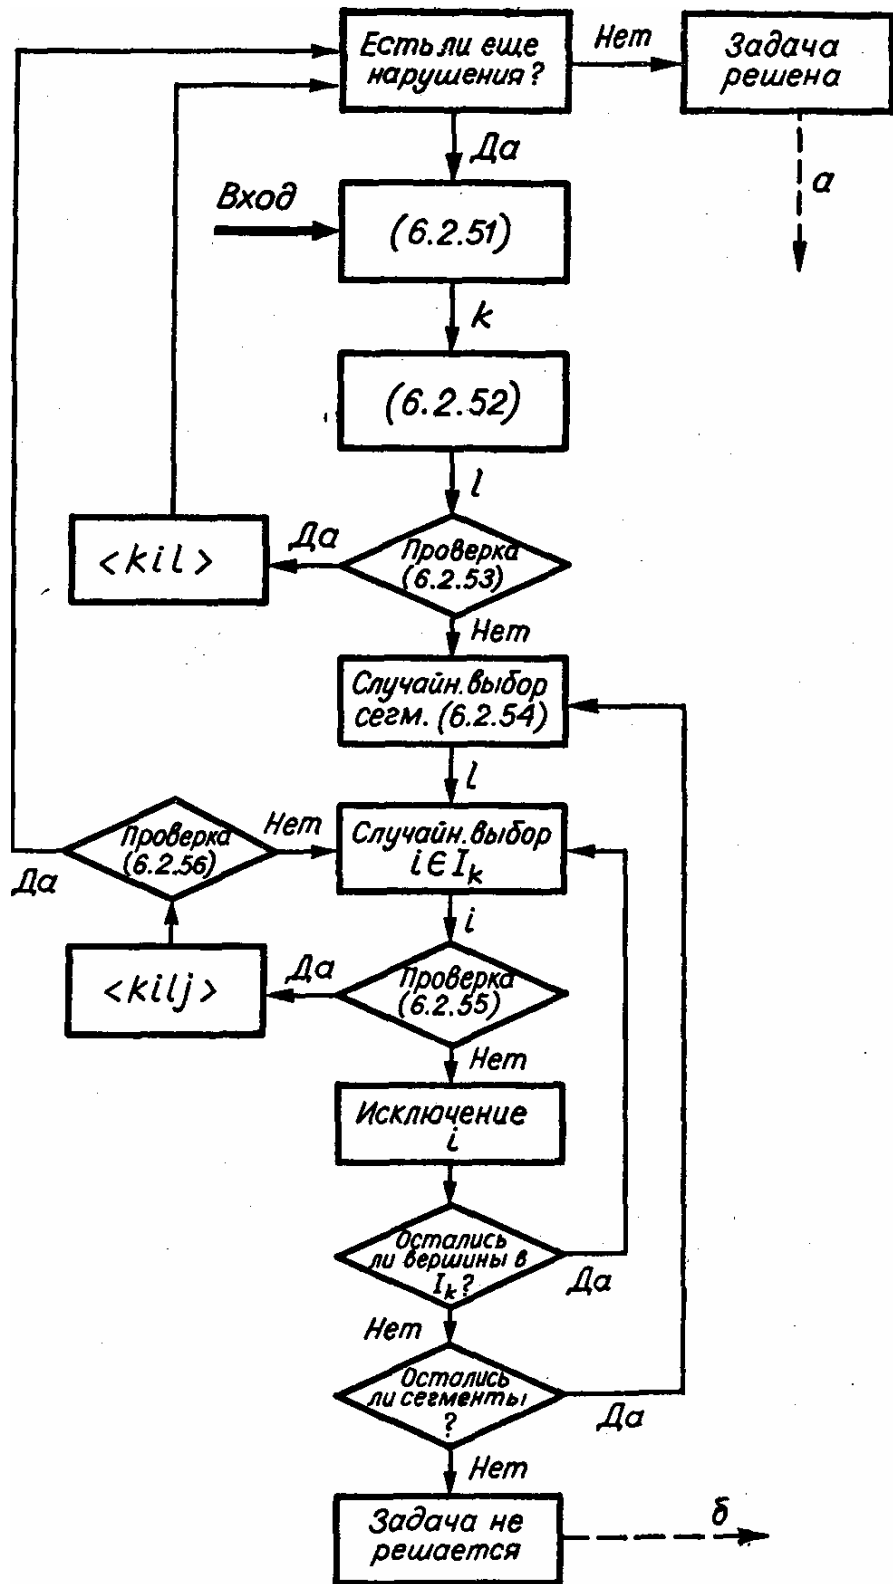 Есть ли еще
нарушения?
Нет
Задача
решена
Да
а
Вход
(6.2.51)
k
(6.2.52)
l
<kil>
Да
Проверка
(6.2.53)
Нет
Случайн. выбор
сегм. (6.2.54)
l
Проверка
(6.2.56)
Нет
Да
Случайн. выбор
i∈I_k
i
<kilj>
Да
Проверка
(6.2.55)
Нет
Исключение
i
Остались
ли вершины в
I_k?
Да
Нет
Остались
ли сегменты
?
Да
Нет
Задача не
решается
б